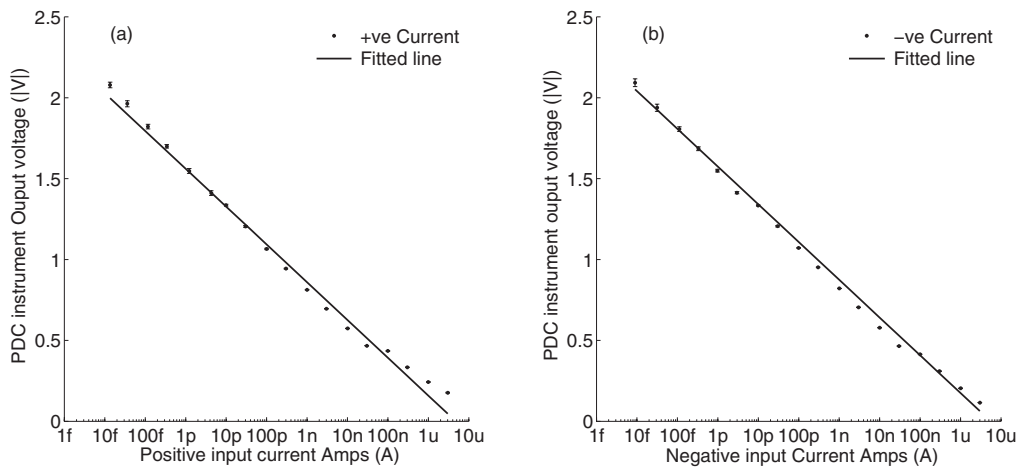 (a)
+ve Current
Fitted line
PDC instrument Ouput voltage (|V|)
2.5
2
1.5
1
0.5
0
1f 10f 100f 1p 10p 100p 1n 10n 100n 1u 10u
Positive input current Amps (A)
(b)
−ve Current
Fitted line
PDC instrument ouput voltage (|V|)
2.5
2
1.5
1
0.5
0
1f 10f 100f 1p 10p 100p 1n 10n 100n 1u 10u
Negative input Current Amps (A)